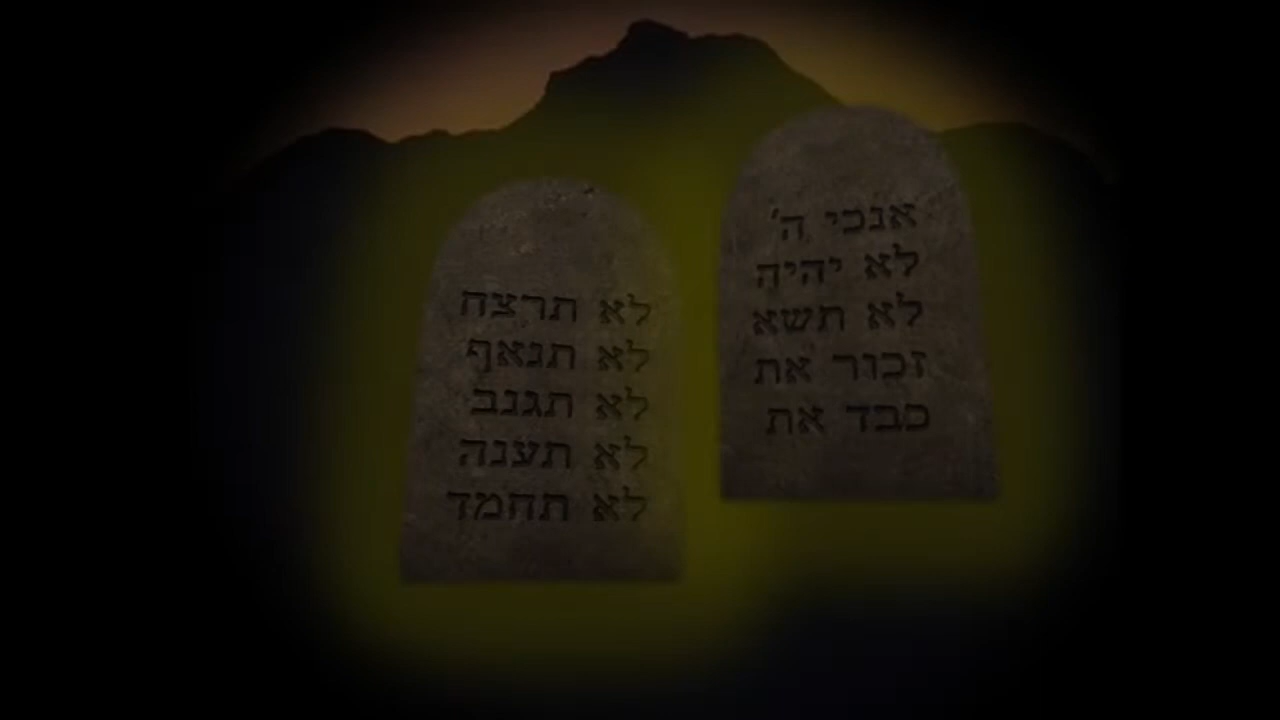 אנכי ה'
לא יהיה
לא תשא
זכור את
כבד את
לא תרצח
לא תנאף
לא תגנב
לא תענה
לא תחמד